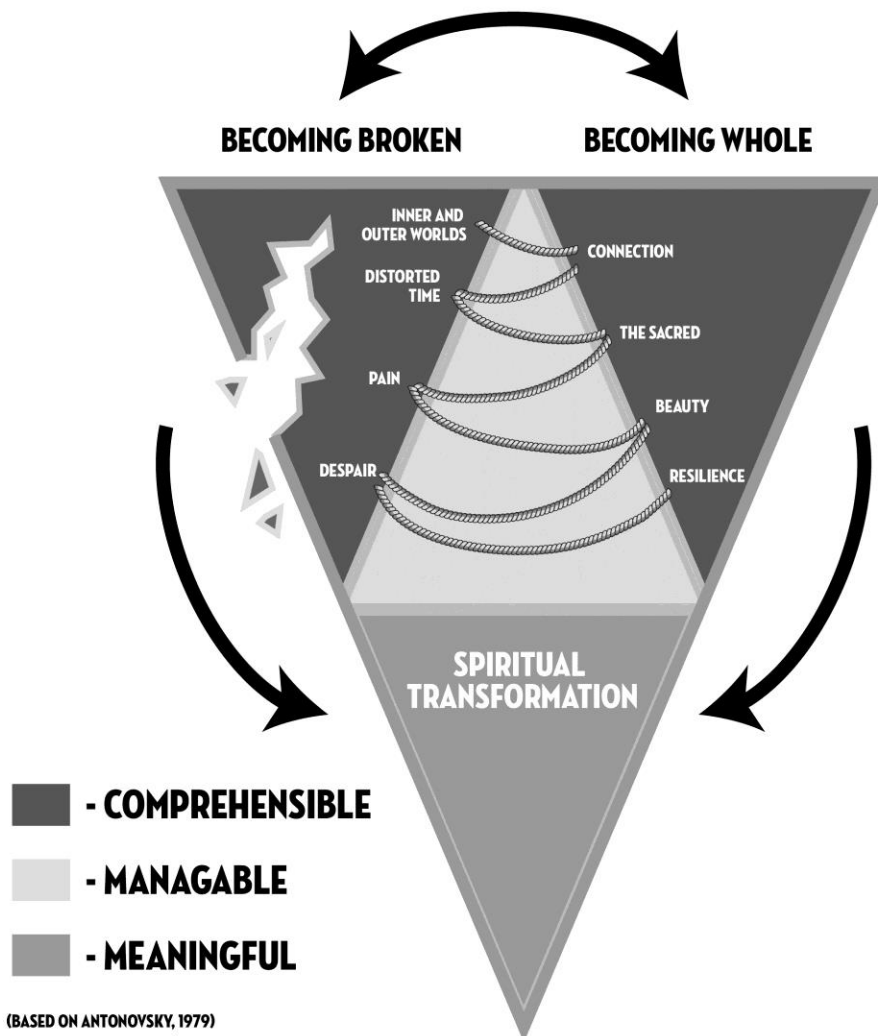 BECOMING BROKEN
BECOMING WHOLE
INNER AND
OUTER WORLDS
CONNECTION
DISTORTED
TIME
THE SACRED
PAIN
BEAUTY
DESPAIR
RESILIENCE
SPIRITUAL
TRANSFORMATION
- COMPREHENSIBLE
- MANAGABLE
- MEANINGFUL
(BASED ON ANTONOVSKY, 1979)